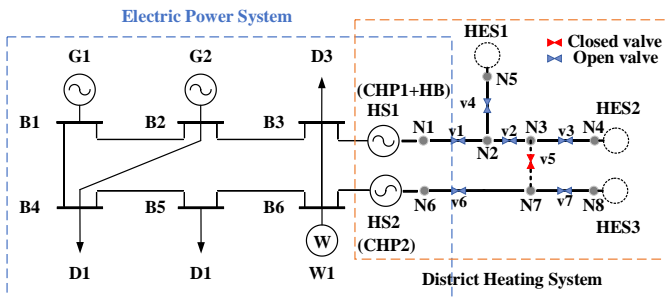 Electric Power System
HES1
Closed valve
Open valve
G1
G2
D3
N5
(CHP1+HB)
HS1
v4
HES2
B1
B2
B3
N1
v1
v2
N3
v3
N4
N2
v5
B4
B5
B6
HS2
(CHP2)
N6
v6
N7
v7
N8
HES3
W
D1
D1
W1
District Heating System